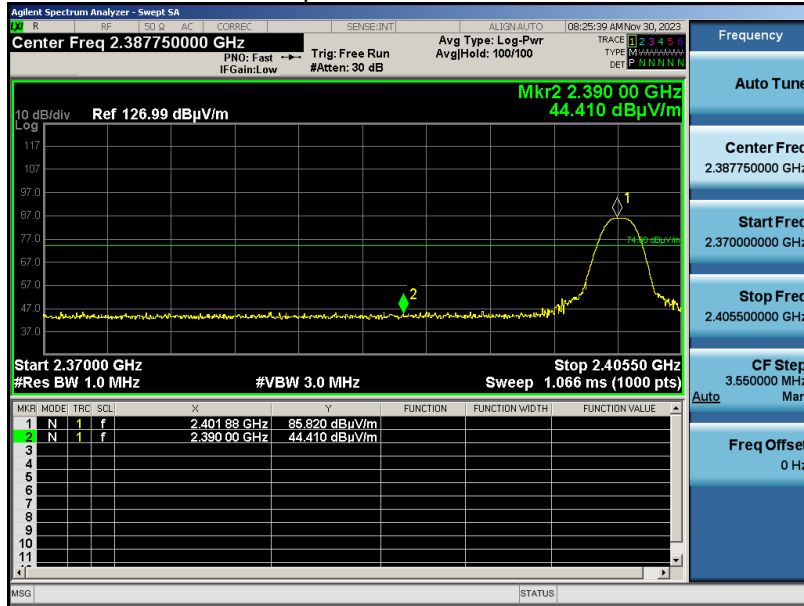 Agilent Spectrum Analyzer - Swept SA
LXI R RF 50 Ω AC CORREC SENSE:INT ALIGN AUTO 08:25:39 AM Nov 30, 2023
Center Freq 2.387750000 GHz
PNO: Fast
IFGain:Low
Trig: Free Run
#Atten: 30 dB
Avg Type: Log-Pwr
Avg|Hold: 100/100
TRACE 1 2 3 4 5 6
TYPE M
DET P N N N N N
Mkr2 2.390 00 GHz
44.410 dBµV/m
10 dB/div Ref 126.99 dBµV/m
Log
117
107
97.0
87.0
77.0
67.0
57.0
47.0
37.0
1
2
74.00 dBµV/m
Start 2.37000 GHz Stop 2.40550 GHz
#Res BW 1.0 MHz #VBW 3.0 MHz Sweep 1.066 ms (1000 pts)
MKR MODE TRC SCL X Y FUNCTION FUNCTION WIDTH FUNCTION VALUE
1 N 1 f 2.401 88 GHz 85.820 dBµV/m
2 N 1 f 2.390 00 GHz 44.410 dBµV/m
3
4
5
6
7
8
9
10
11
MSG STATUS
Frequency
Auto Tune
Center Freq
2.387750000 GHz
Start Freq
2.370000000 GHz
Stop Freq
2.405500000 GHz
CF Step
3.550000 MHz
Auto Man
Freq Offset
0 Hz